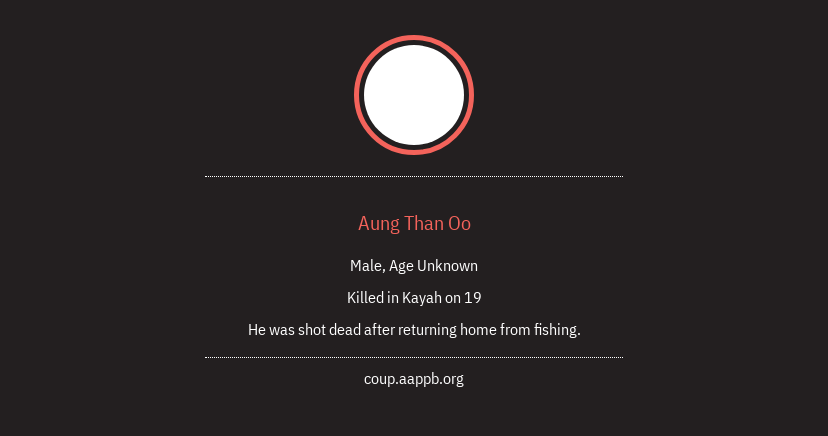 Aung Than Oo
Male, Age Unknown
Killed in Kayah on 19
He was shot dead after returning home from fishing.
coup.aappb.org